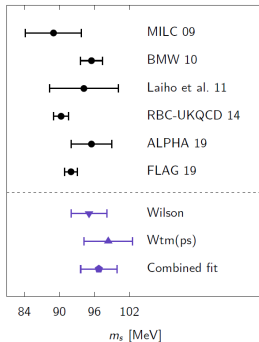 MILC 09
BMW 10
Laiho et al. 11
RBC-UKQCD 14
ALPHA 19
FLAG 19
Wilson
Wtm(ps)
Combined fit
84 90 96 102
m_s [MeV]